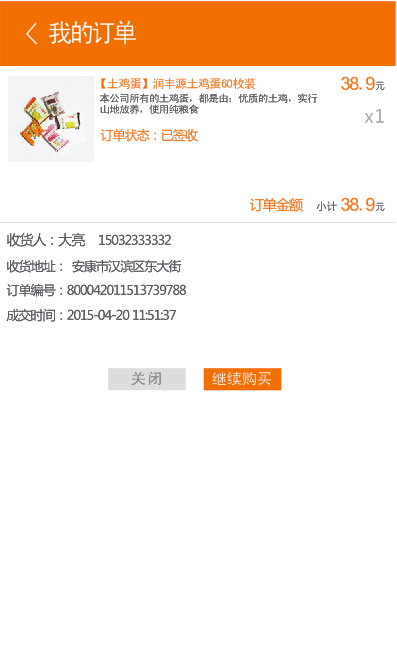 我的订单
【土鸡蛋】润丰源土鸡蛋60枚装
38.9元
本公司所有的土鸡蛋，都是由；优质的土鸡，实行
山地放养，使用纯粮食
x1
订单状态：已签收
订单金额 小计 38.9元
收货人：大亮 15032333332
收货地址： 安康市汉滨区东大街
订单编号：800042011513739788
成交时间：2015-04-20 11:51:37
关闭 继续购买